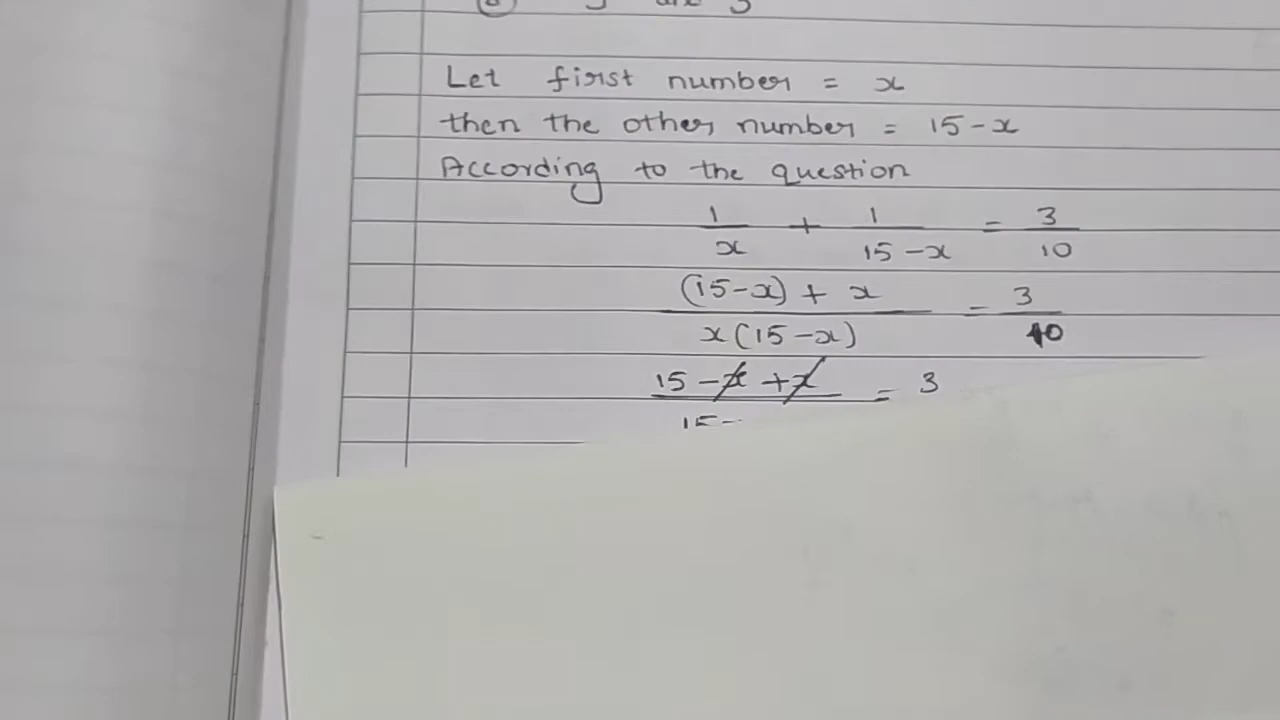 Let first number = x
then the other number = 15-x
According to the question
1/x + 1/(15-x) = 3/10
((15-x) + x)/(x(15-x)) = 3/10
15 -x +x = 3
15-